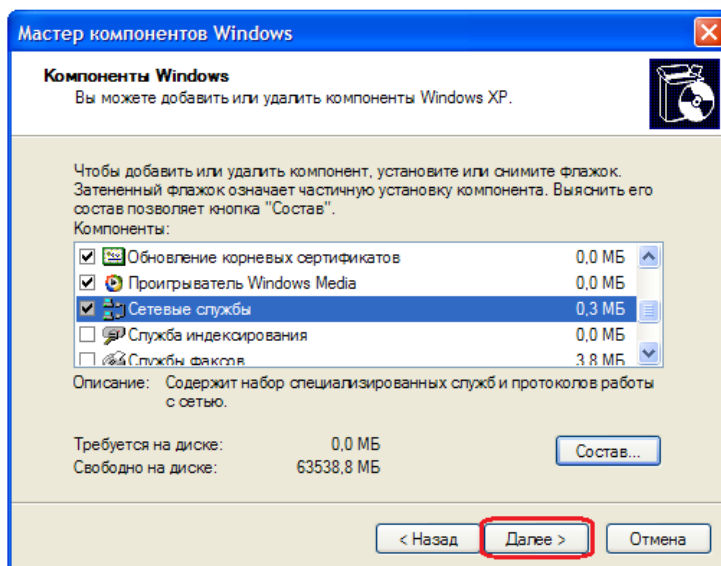 Мастер компонентов Windows
Компоненты Windows
Вы можете добавить или удалить компоненты Windows XP.
Чтобы добавить или удалить компонент, установите или снимите флажок.
Затененный флажок означает частичную установку компонента. Выяснить его
состав позволяет кнопка "Состав".
Компоненты:
Обновление корневых сертификатов 0,0 МБ
Проигрыватель Windows Media 0,0 МБ
Сетевые службы 0,3 МБ
Служба индексирования 0,0 МБ
Службы факсов 3,8 МБ
Описание: Содержит набор специализированных служб и протоколов работы
с сетью.
Требуется на диске: 0,0 МБ
Свободно на диске: 63538,8 МБ
Состав...
< Назад Далее > Отмена